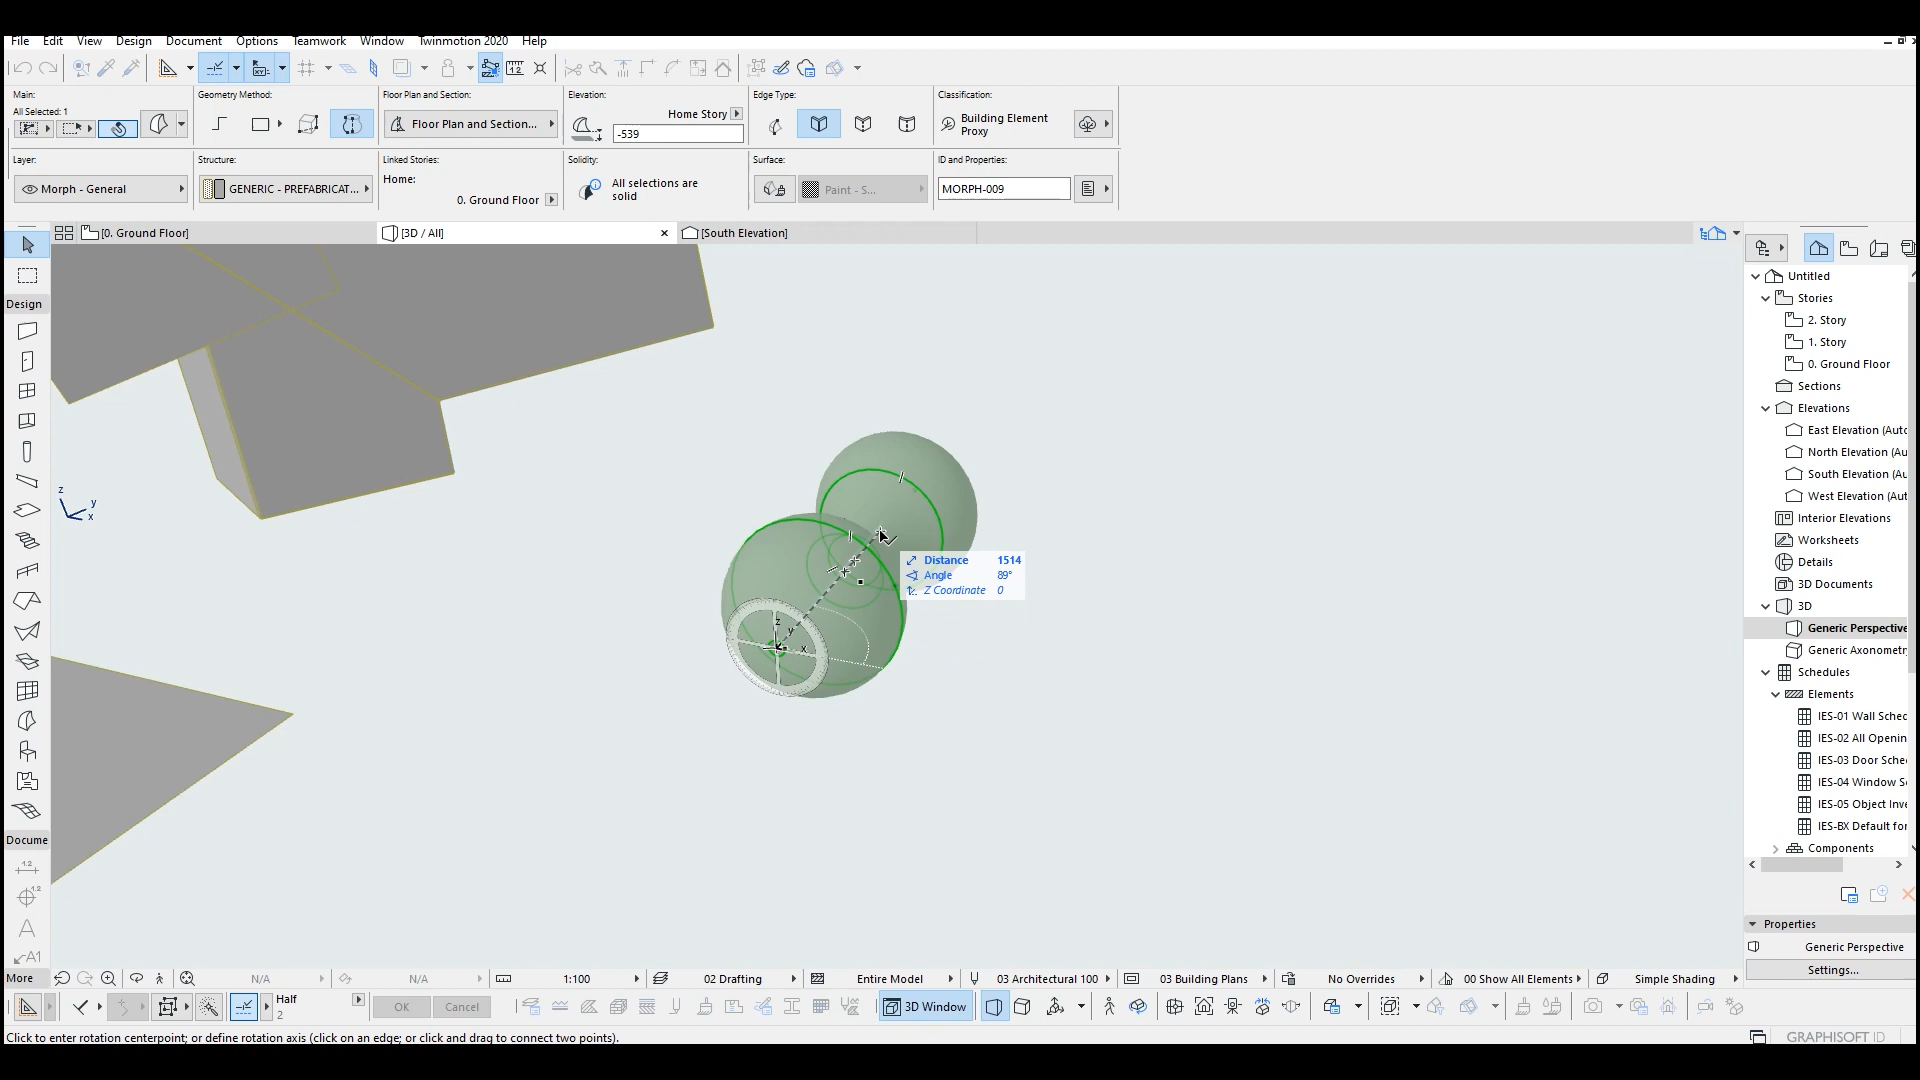 File Edit View Design Document Options Teamwork Window Twinmotion 2020 Help
Main:
All Selected: 1
Geometry Method:
Floor Plan and Section:
Floor Plan and Section...
Elevation:
Home Story
-539
Edge Type:
Classification:
Building Element
Proxy
Layer:
Morph - General
Structure:
GENERIC - PREFABRICAT...
Linked Stories:
Home:
0. Ground Floor
Solidity:
All selections are
solid
Surface:
Paint - S...
ID and Properties:
MORPH-009
[0. Ground Floor]
[3D / All]
[South Elevation]
Design
Docume
More
z
y
x
z
y
x
Distance 1514
Angle 89°
Z Coordinate 0
Untitled
Stories
2. Story
1. Story
0. Ground Floor
Sections
Elevations
East Elevation (Auto
North Elevation (Au
South Elevation (Aut
West Elevation (Aut
Interior Elevations
Worksheets
Details
3D Documents
3D
Generic Perspective
Generic Axonometr
Schedules
Elements
IES-01 Wall Sched
IES-02 All Openin
IES-03 Door Sche
IES-04 Window S
IES-05 Object Inve
IES-BX Default for
Components
Properties
Generic Perspective
Settings...
N/A N/A 1:100 02 Drafting Entire Model 03 Architectural 100 03 Building Plans No Overrides 00 Show All Elements Simple Shading
Half
2
OK
Cancel
3D Window
Click to enter rotation centerpoint; or define rotation axis (click on an edge; or click and drag to connect two points).
GRAPHISOFT ID